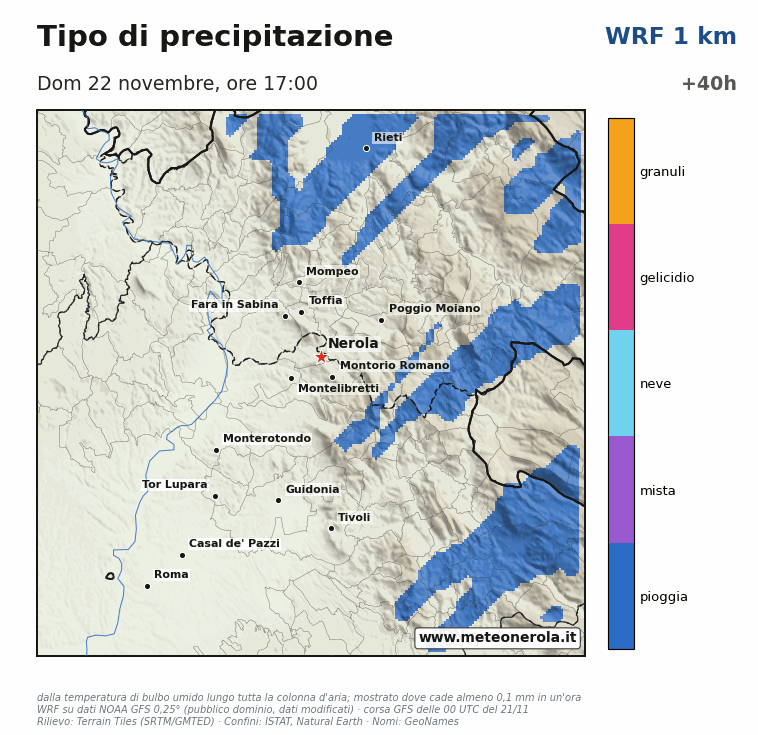 Tipo di precipitazione
WRF 1 km
Dom 22 novembre, ore 17:00
+40h
Rieti
Mompeo
Fara in Sabina
Toffia
Poggio Moiano
Nerola
Montorio Romano
Montelibretti
Monterotondo
Tor Lupara
Guidonia
Tivoli
Casal de' Pazzi
Roma
www.meteonerola.it
granuli
gelicidio
neve
mista
pioggia
dalla temperatura di bulbo umido lungo tutta la colonna d'aria; mostrato dove cade almeno 0,1 mm in un'ora
WRF su dati NOAA GFS 0,25° (pubblico dominio, dati modificati) · corsa GFS delle 00 UTC del 21/11
Rilievo: Terrain Tiles (SRTM/GMTED) · Confini: ISTAT, Natural Earth · Nomi: GeoNames